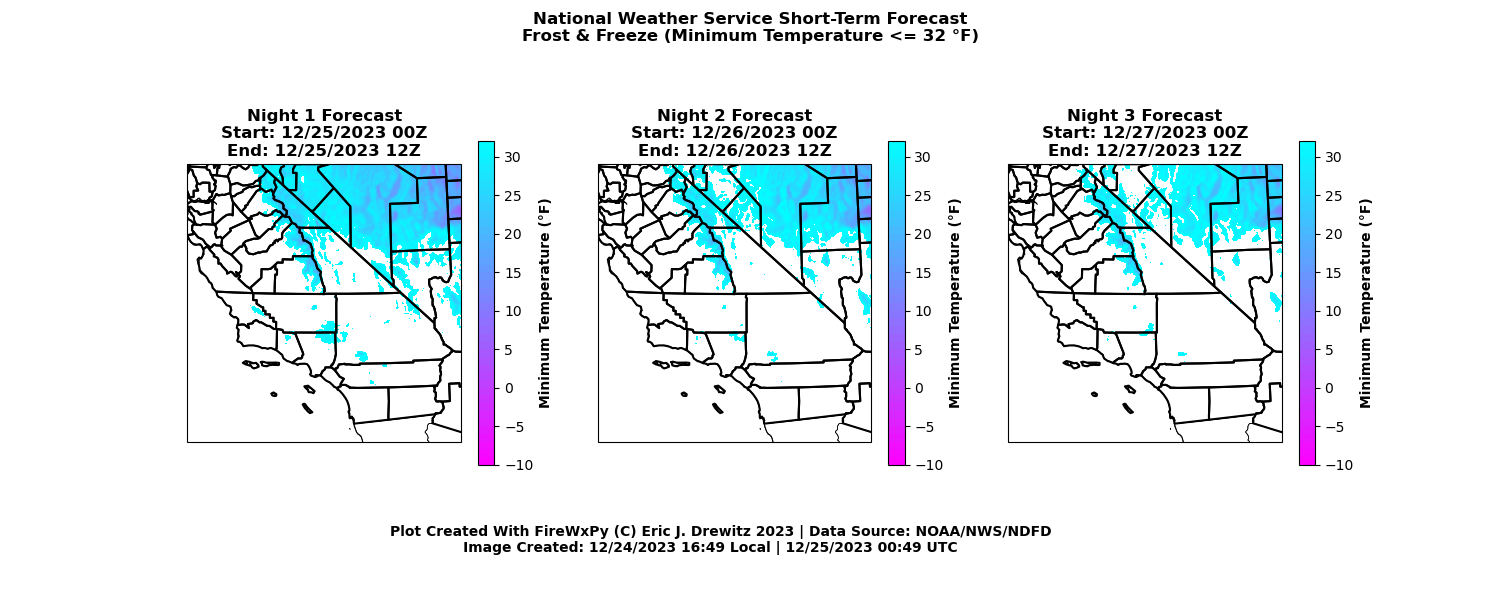 National Weather Service Short-Term Forecast
Frost & Freeze (Minimum Temperature <= 32 °F)
Night 1 Forecast
Start: 12/25/2023 00Z
End: 12/25/2023 12Z
30
25
20
15
10
5
0
−5
−10
Minimum Temperature (°F)
Night 2 Forecast
Start: 12/26/2023 00Z
End: 12/26/2023 12Z
30
25
20
15
10
5
0
−5
−10
Minimum Temperature (°F)
Night 3 Forecast
Start: 12/27/2023 00Z
End: 12/27/2023 12Z
30
25
20
15
10
5
0
−5
−10
Minimum Temperature (°F)
Plot Created With FireWxPy (C) Eric J. Drewitz 2023 | Data Source: NOAA/NWS/NDFD
Image Created: 12/24/2023 16:49 Local | 12/25/2023 00:49 UTC